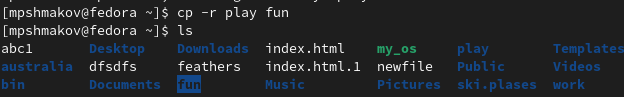 [mpshmakov@fedora ~]$ cp -r play fun
[mpshmakov@fedora ~]$ ls
abc1 Desktop Downloads index.html my_os play Templates
australia dfsdfs feathers index.html.1 newfile Public Videos
bin Documents fun Music Pictures ski.plases work